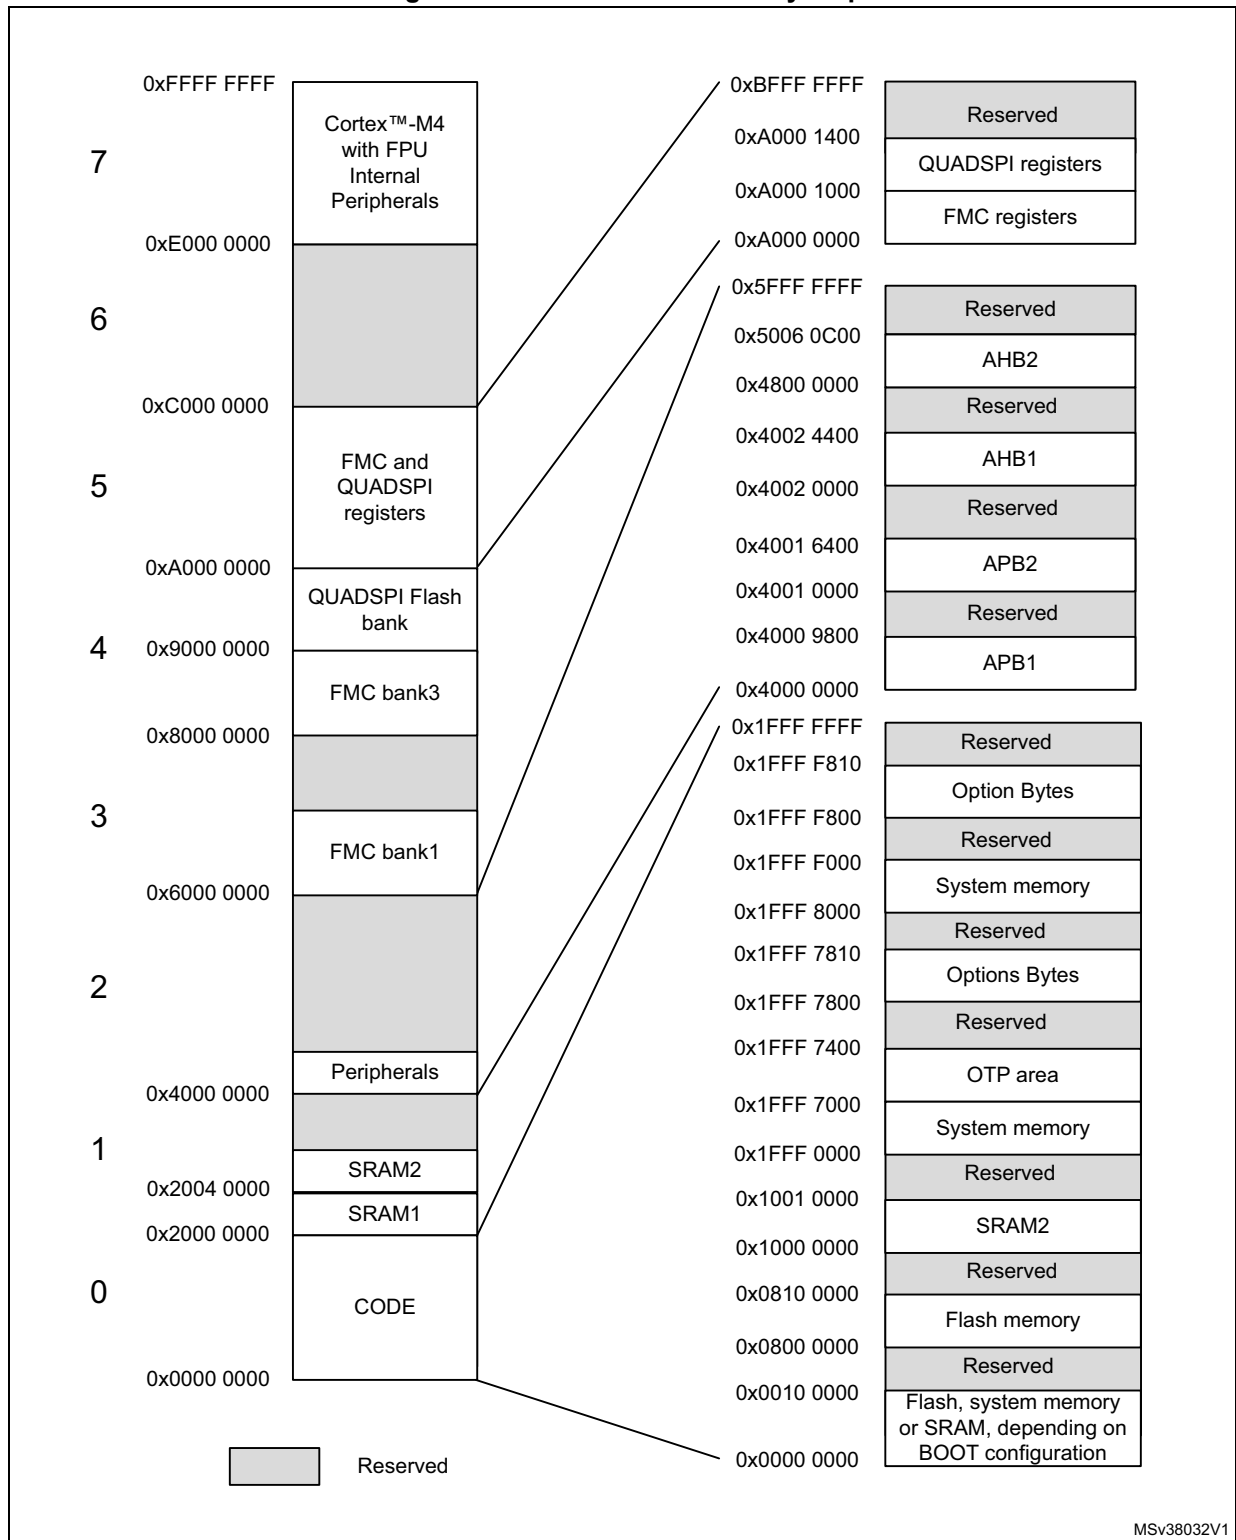 0xFFFF FFFF
Cortex™-M4
with FPU
Internal
Peripherals
7
0xE000 0000
6
0xC000 0000
FMC and
QUADSPI
registers
5
0xA000 0000
QUADSPI Flash
bank
4
0x9000 0000
FMC bank3
0x8000 0000
3
FMC bank1
0x6000 0000
2
Peripherals
0x4000 0000
1
SRAM2
0x2004 0000
SRAM1
0x2000 0000
0
CODE
0x0000 0000
Reserved
0xBFFF FFFF
Reserved
0xA000 1400
QUADSPI registers
0xA000 1000
FMC registers
0xA000 0000
0x5FFF FFFF
Reserved
0x5006 0C00
AHB2
0x4800 0000
Reserved
0x4002 4400
AHB1
0x4002 0000
Reserved
0x4001 6400
APB2
0x4001 0000
Reserved
0x4000 9800
APB1
0x4000 0000
0x1FFF FFFF
Reserved
0x1FFF F810
Option Bytes
0x1FFF F800
Reserved
0x1FFF F000
System memory
0x1FFF 8000
Reserved
0x1FFF 7810
Options Bytes
0x1FFF 7800
Reserved
0x1FFF 7400
OTP area
0x1FFF 7000
System memory
0x1FFF 0000
Reserved
0x1001 0000
SRAM2
0x1000 0000
Reserved
0x0810 0000
Flash memory
0x0800 0000
Reserved
0x0010 0000
Flash, system memory
or SRAM, depending on
BOOT configuration
0x0000 0000
MSv38032V1